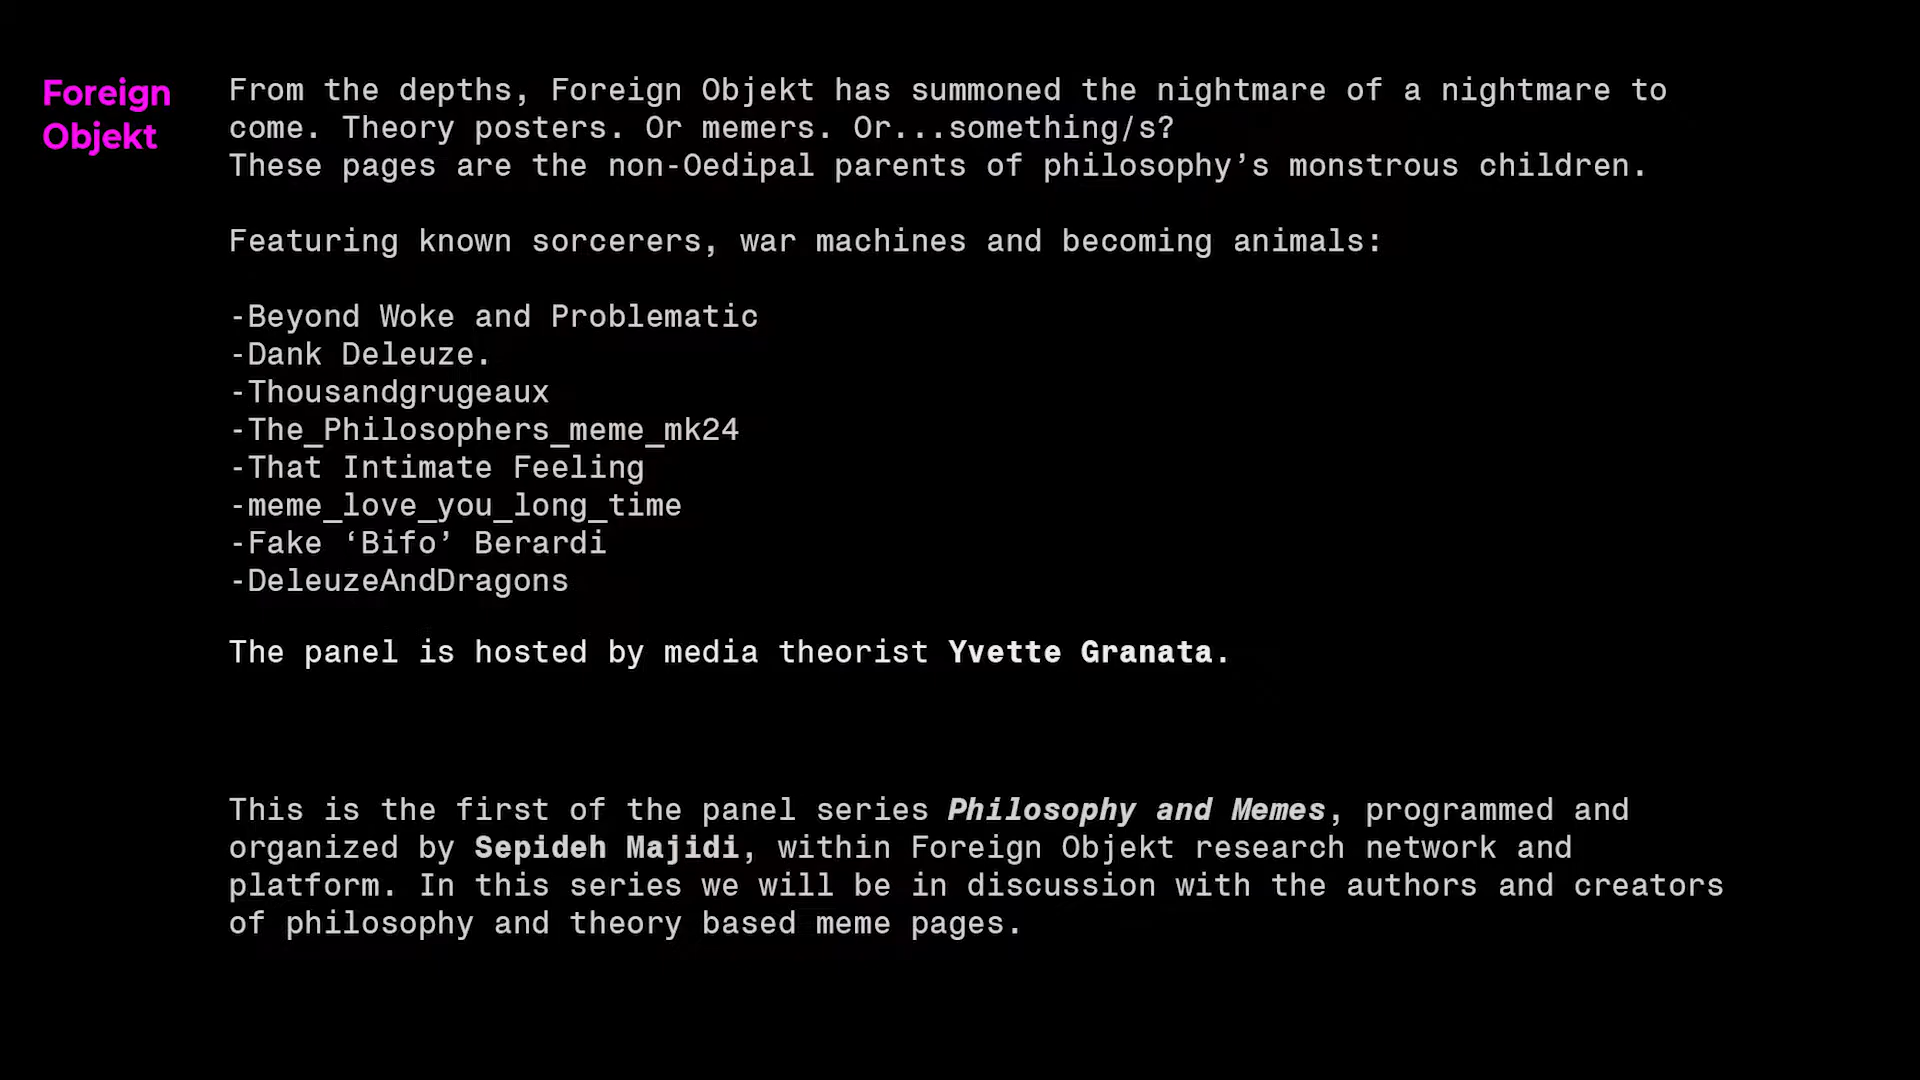 Foreign
Objekt
From the depths, Foreign Objekt has summoned the nightmare of a nightmare to
come. Theory posters. Or memers. Or...something/s?
These pages are the non-Oedipal parents of philosophy’s monstrous children.
Featuring known sorcerers, war machines and becoming animals:
-Beyond Woke and Problematic
-Dank Deleuze.
-Thousandgrugeaux
-The_Philosophers_meme_mk24
-That Intimate Feeling
-meme_love_you_long_time
-Fake ‘Bifo’ Berardi
-DeleuzeAndDragons
The panel is hosted by media theorist Yvette Granata.
This is the first of the panel series Philosophy and Memes, programmed and
organized by Sepideh Majidi, within Foreign Objekt research network and
platform. In this series we will be in discussion with the authors and creators
of philosophy and theory based meme pages.